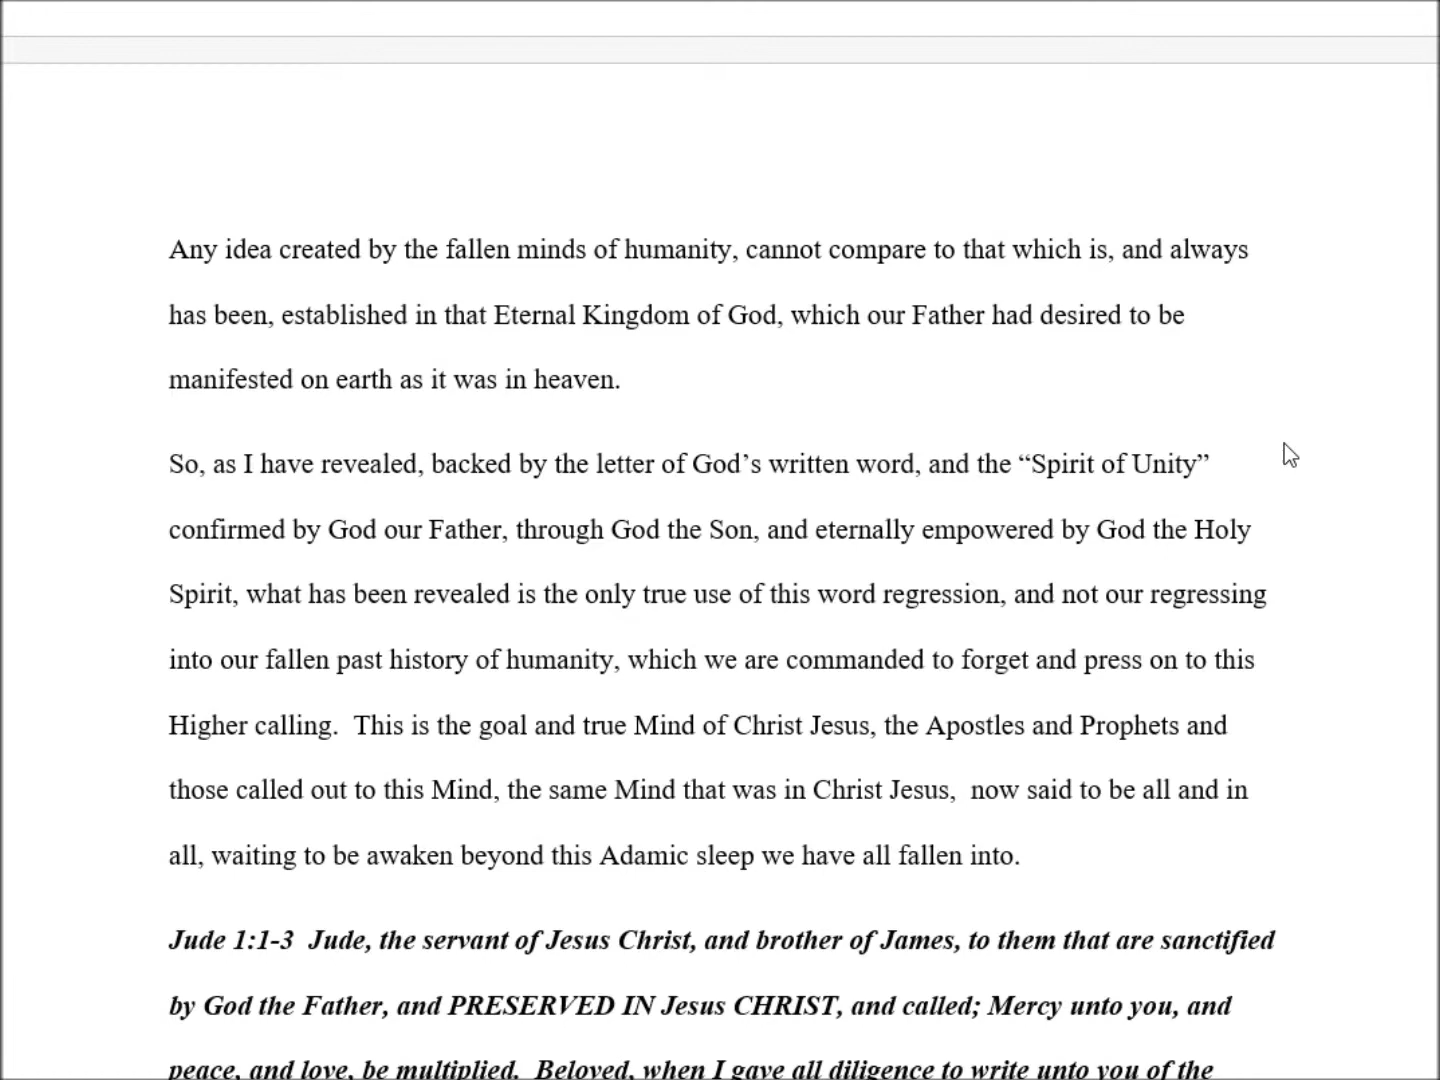 Any idea created by the fallen minds of humanity, cannot compare to that which is, and always
has been, established in that Eternal Kingdom of God, which our Father had desired to be
manifested on earth as it was in heaven.
So, as I have revealed, backed by the letter of God’s written word, and the “Spirit of Unity”
confirmed by God our Father, through God the Son, and eternally empowered by God the Holy
Spirit, what has been revealed is the only true use of this word regression, and not our regressing
into our fallen past history of humanity, which we are commanded to forget and press on to this
Higher calling.  This is the goal and true Mind of Christ Jesus, the Apostles and Prophets and
those called out to this Mind, the same Mind that was in Christ Jesus,  now said to be all and in
all, waiting to be awaken beyond this Adamic sleep we have all fallen into.
Jude 1:1-3  Jude, the servant of Jesus Christ, and brother of James, to them that are sanctified
by God the Father, and PRESERVED IN Jesus CHRIST, and called; Mercy unto you, and
peace, and love, be multiplied.  Beloved, when I gave all diligence to write unto you of the